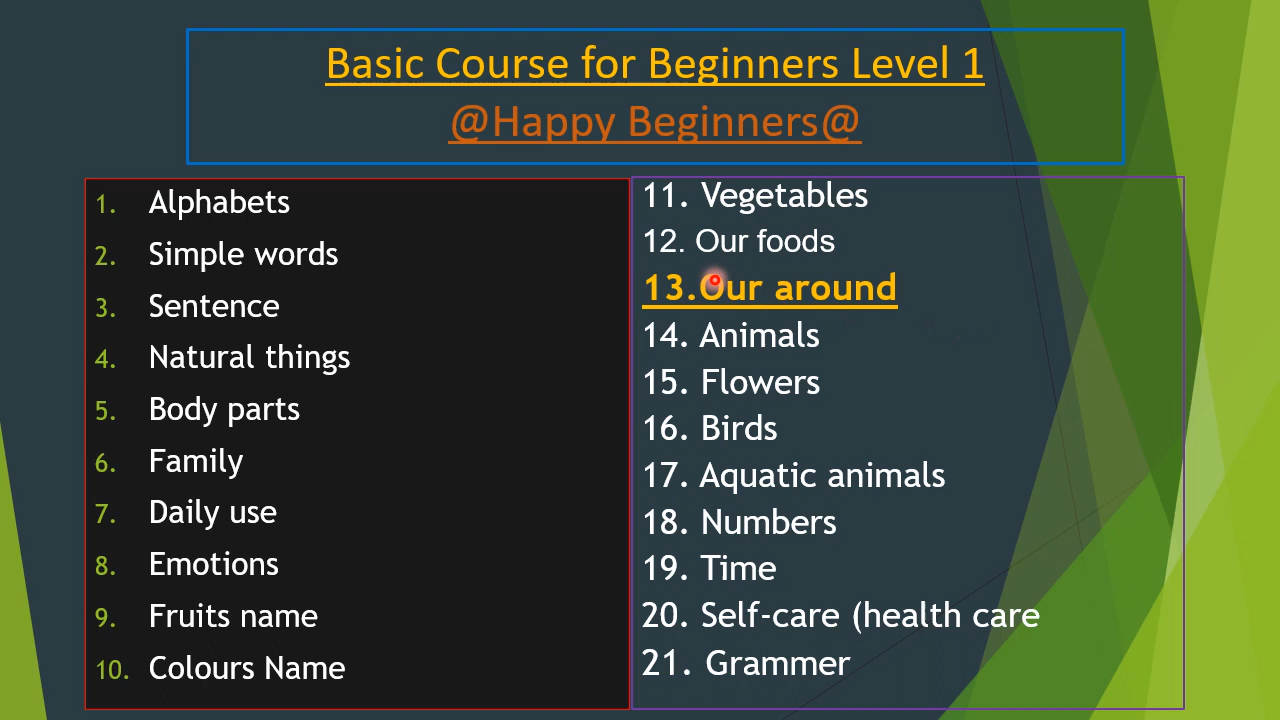 Basic Course for Beginners Level 1
@Happy Beginners@
1. Alphabets
2. Simple words
3. Sentence
4. Natural things
5. Body parts
6. Family
7. Daily use
8. Emotions
9. Fruits name
10. Colours Name
11. Vegetables
12. Our foods
13.Our around
14. Animals
15. Flowers
16. Birds
17. Aquatic animals
18. Numbers
19. Time
20. Self-care (health care
21. Grammer